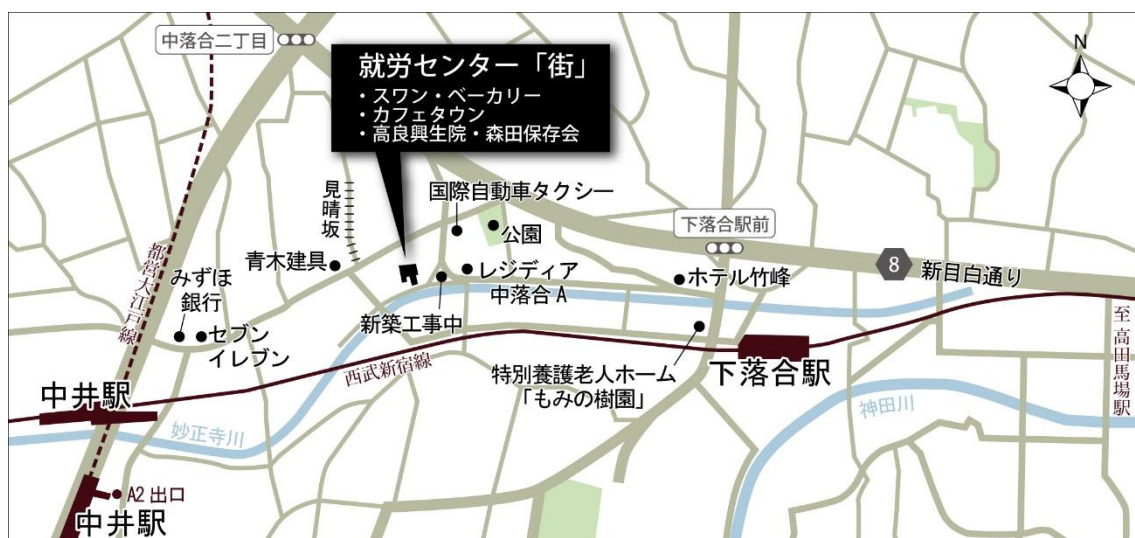 中落合二丁目
就労センター「街」
・スワン・ベーカリー
・カフェタウン
・高良興生院・森田保存会
N
見晴坂
国際自動車タクシー
公園
下落合駅前
8
新目白通り
都営大江戸線
みずほ
銀行
青木建具
レジディア
中落合 A
ホテル竹峰
セブン
イレブン
新築工事中
西武新宿線
特別養護老人ホーム
「もみの樹園」
下落合駅
至 高田馬場駅
中井駅
妙正寺川
神田川
A2 出口
中井駅